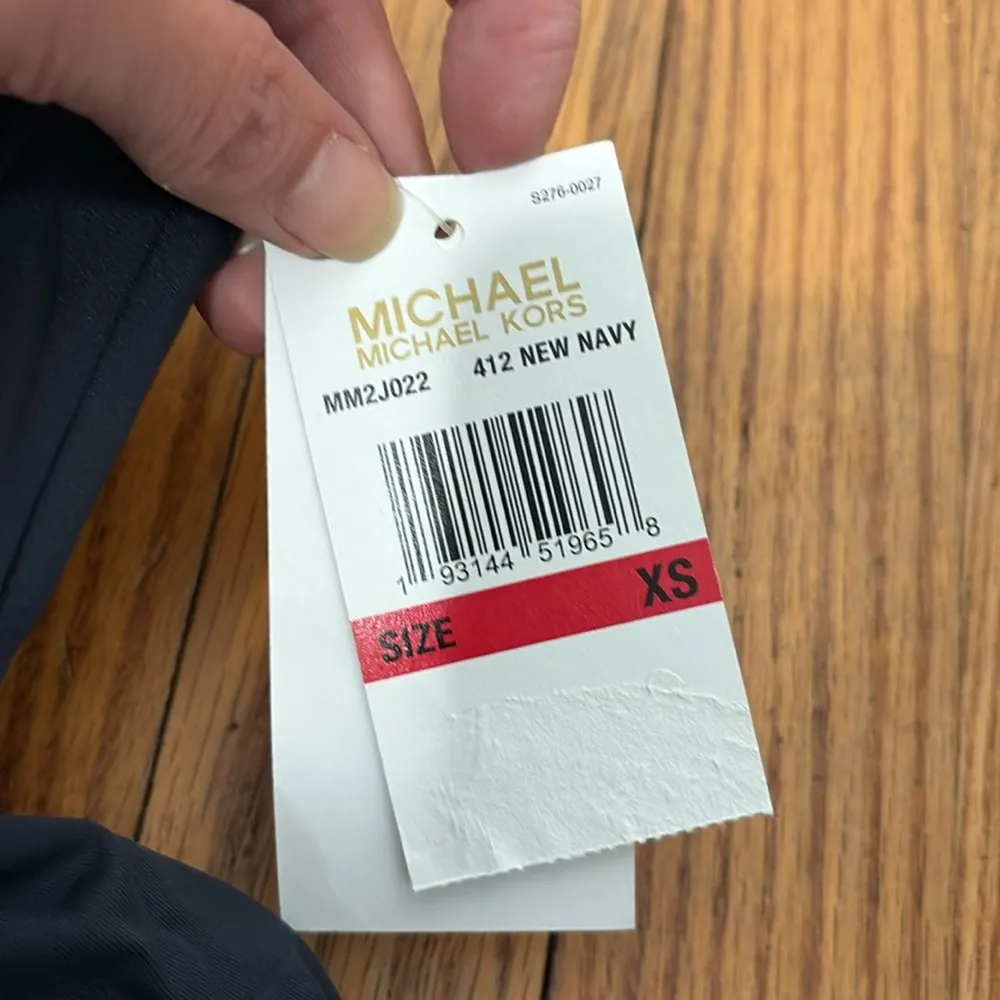 S276-0027
MICHAEL
MICHAEL KORS
MM2J022 412 NEW NAVY
1 93144 51965 8
SIZE XS